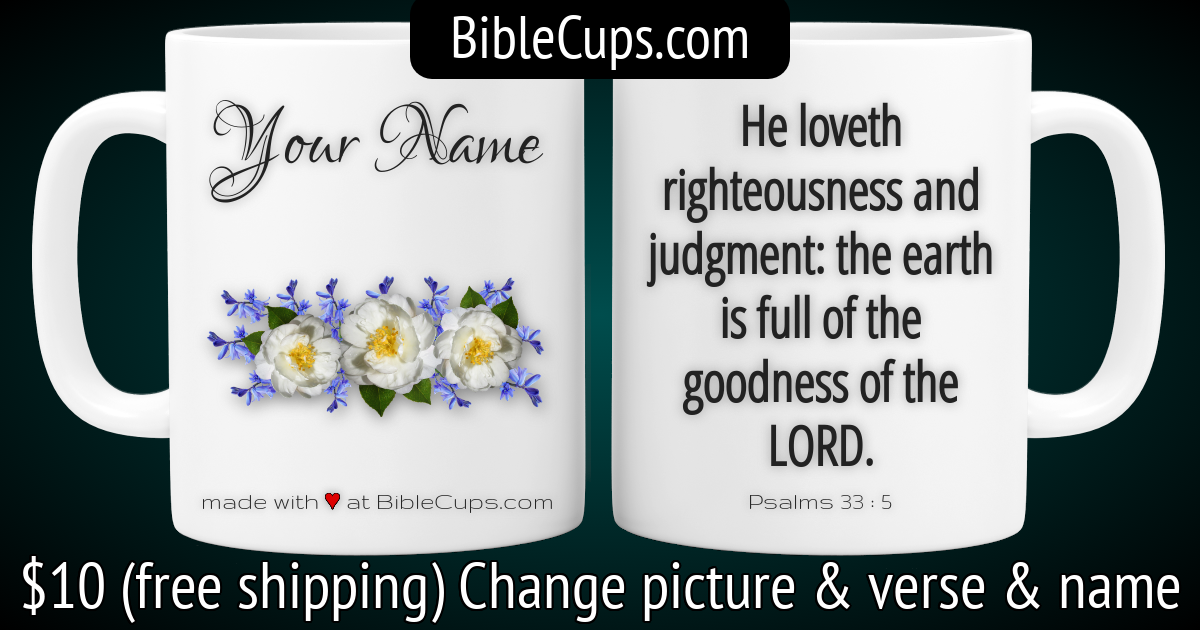 BibleCups.com
Your Name
made with ♥ at BibleCups.com
He loveth
righteousness and
judgment: the earth
is full of the
goodness of the
LORD.
Psalms 33 : 5
$10 (free shipping) Change picture & verse & name